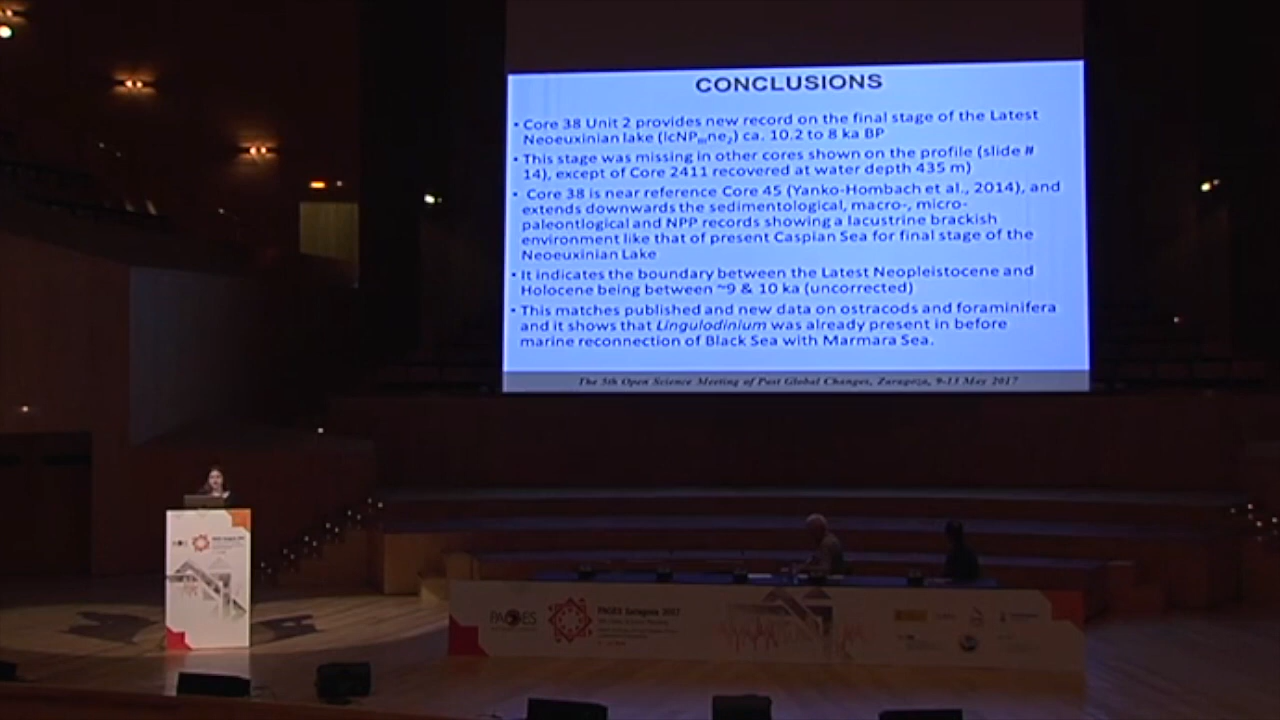 CONCLUSIONS
• Core 38 Unit 2 provides new record on the final stage of the Latest
Neoeuxinian lake (lcNPmne2) ca. 10.2 to 8 ka BP
• This stage was missing in other cores shown on the profile (slide #
14), except of Core 2411 recovered at water depth 435 m)
• Core 38 is near reference Core 45 (Yanko-Hombach et al., 2014), and
extends downwards the sedimentological, macro-, micro-
paleontlogical and NPP records showing a lacustrine brackish
environment like that of present Caspian Sea for final stage of the
Neoeuxinian Lake
• It indicates the boundary between the Latest Neopleistocene and
Holocene being between ~9 & 10 ka (uncorrected)
• This matches published and new data on ostracods and foraminifera
and it shows that Lingulodinium was already present in before
marine reconnection of Black Sea with Marmara Sea.
The 5th Open Science Meeting of Past Global Changes, Zaragoza, 9-13 May 2017
PAGES
PAGES Zaragoza 2017